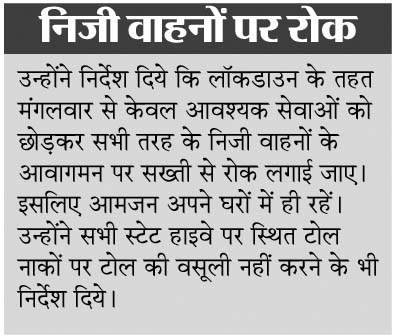 निजी वाहनों पर रोक
उन्होंने निर्देश दिये कि लॉकडाउन के तहत
मंगलवार से केवल आवश्यक सेवाओं को
छोड़कर सभी तरह के निजी वाहनों के
आवागमन पर सख्ती से रोक लगाई जाए।
इसलिए आमजन अपने घरों में ही रहें।
उन्होंने सभी स्टेट हाइवे पर स्थित टोल
नाकों पर टोल की वसूली नहीं करने के भी
निर्देश दिये।